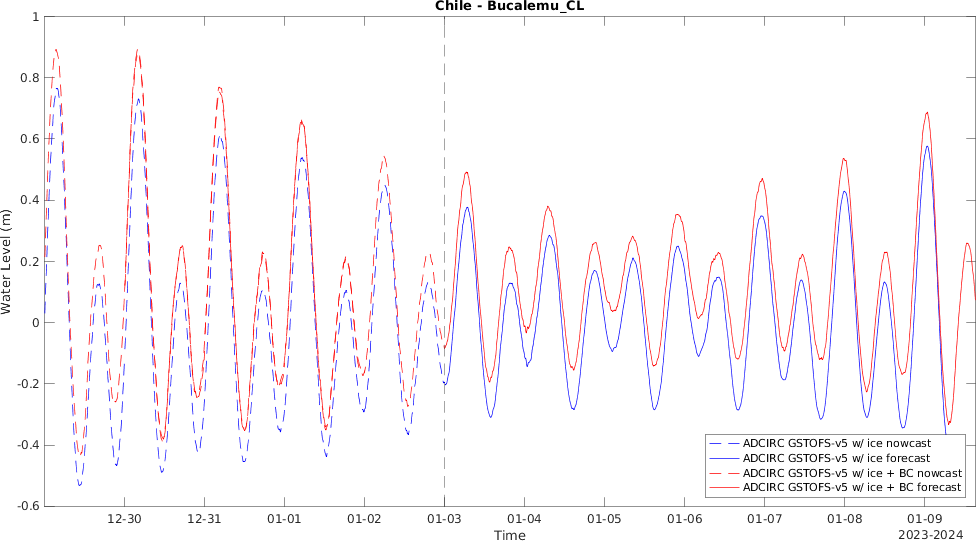 Chile - Bucalemu_CL
1
0.8
0.6
0.4
0.2
0
-0.2
-0.4
-0.6
Water Level (m)
12-30 12-31 01-01 01-02 01-03 01-04 01-05 01-06 01-07 01-08 01-09
Time
2023-2024
ADCIRC GSTOFS-v5 w/ ice nowcast
ADCIRC GSTOFS-v5 w/ ice forecast
ADCIRC GSTOFS-v5 w/ ice + BC nowcast
ADCIRC GSTOFS-v5 w/ ice + BC forecast